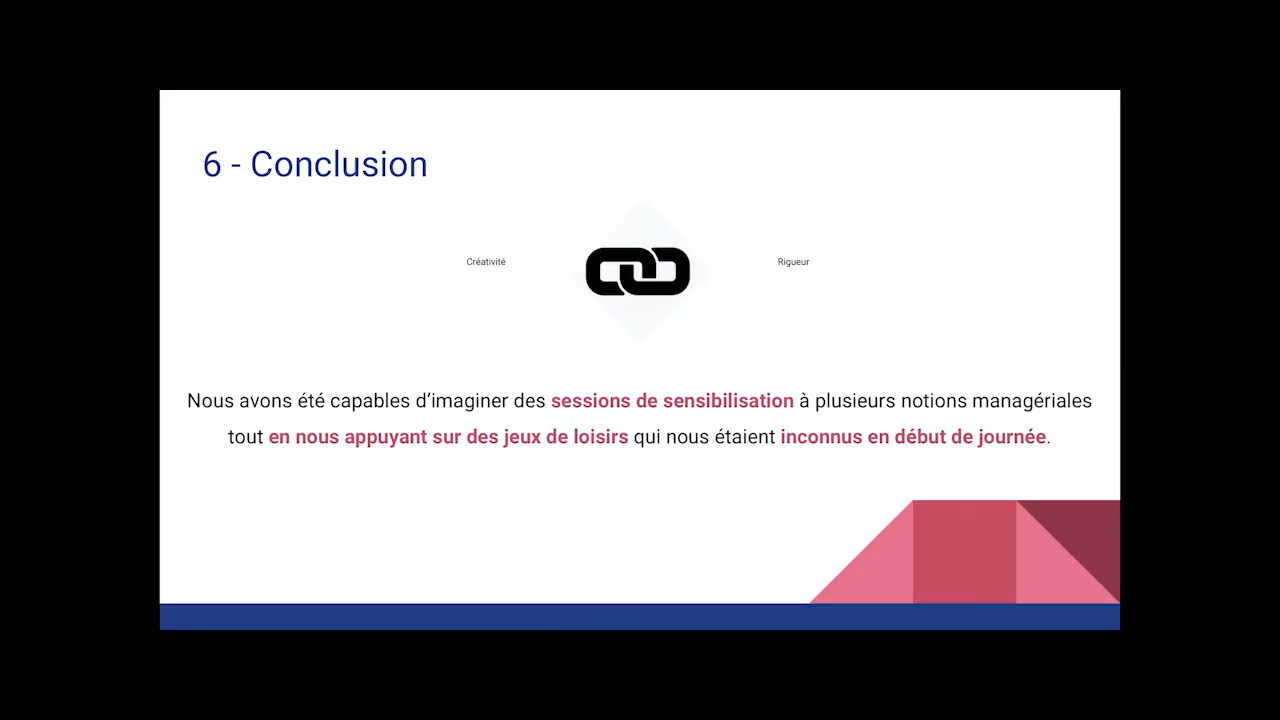 6 - Conclusion
Créativité
Rigueur
Nous avons été capables d’imaginer des sessions de sensibilisation à plusieurs notions managériales
tout en nous appuyant sur des jeux de loisirs qui nous étaient inconnus en début de journée.